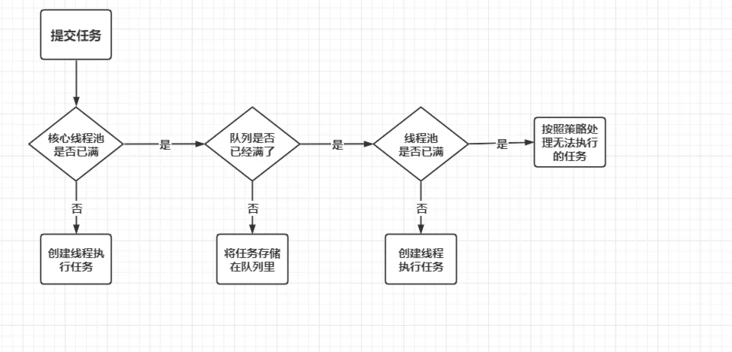 提交任务
核心线程池
是否已满
是
队列是否
已经满了
是
线程池
是否已满
是
按照策略处
理无法执行
的任务
否
否
否
创建线程执
行任务
将任务存储
在队列里
创建线程
执行任务